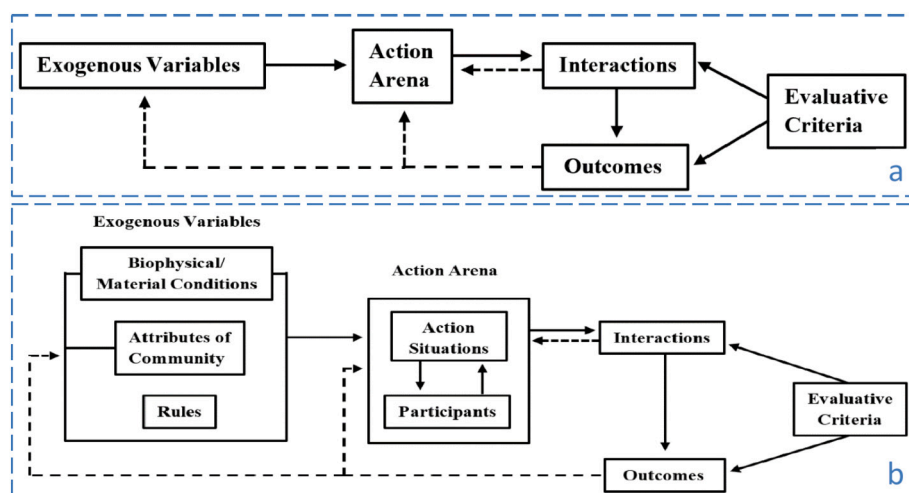 Exogenous Variables
Action
Arena
Interactions
Evaluative
Criteria
Outcomes
a
Exogenous Variables
Biophysical/
Material Conditions
Attributes of
Community
Rules
Action Arena
Action
Situations
Participants
Interactions
Evaluative
Criteria
Outcomes
b